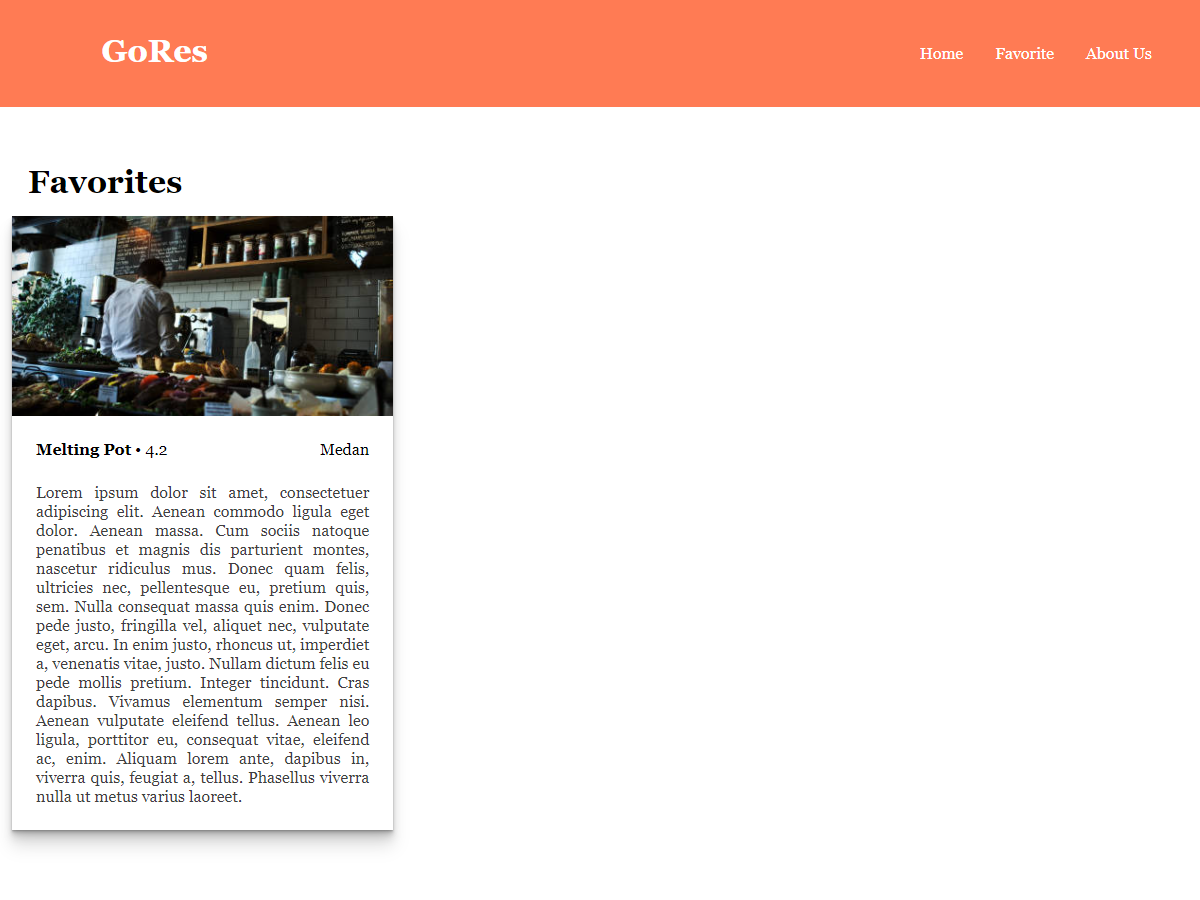 GoRes
Home Favorite About Us
Favorites
Melting Pot • 4.2 Medan
Lorem ipsum dolor sit amet, consectetuer
adipiscing elit. Aenean commodo ligula eget
dolor. Aenean massa. Cum sociis natoque
penatibus et magnis dis parturient montes,
nascetur ridiculus mus. Donec quam felis,
ultricies nec, pellentesque eu, pretium quis,
sem. Nulla consequat massa quis enim. Donec
pede justo, fringilla vel, aliquet nec, vulputate
eget, arcu. In enim justo, rhoncus ut, imperdiet
a, venenatis vitae, justo. Nullam dictum felis eu
pede mollis pretium. Integer tincidunt. Cras
dapibus. Vivamus elementum semper nisi.
Aenean vulputate eleifend tellus. Aenean leo
ligula, porttitor eu, consequat vitae, eleifend
ac, enim. Aliquam lorem ante, dapibus in,
viverra quis, feugiat a, tellus. Phasellus viverra
nulla ut metus varius laoreet.